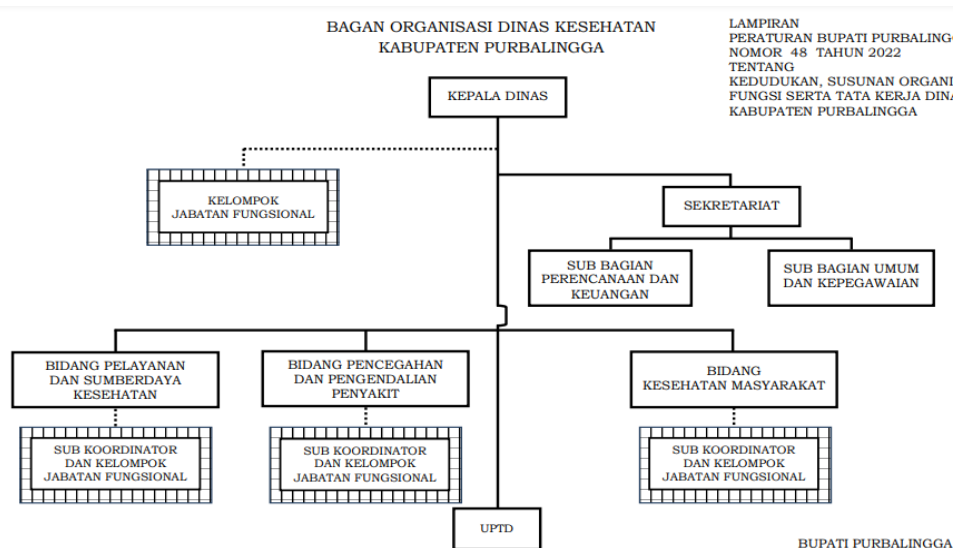 BAGAN ORGANISASI DINAS KESEHATAN
KABUPATEN PURBALINGGA
LAMPIRAN
PERATURAN BUPATI
NOMOR 48 TAHUN 2022
TENTANG
KEDUDUKAN, SUSUNAN
FUNGSI SERTA TATA KERJA
KABUPATEN PURBALINGGA
KEPALA DINAS
KELOMPOK
JABATAN FUNGSIONAL
SEKRETARIAT
SUB BAGIAN
PERENCANAAN DAN
KEUANGAN
SUB BAGIAN UMUM
DAN KEPEGAWAIAN
BIDANG PELAYANAN
DAN SUMBERDAYA
KESEHATAN
BIDANG PENCEGAHAN
DAN PENGENDALIAN
PENYAKIT
BIDANG
KESEHATAN MASYARAKAT
SUB KOORDINATOR
DAN KELOMPOK
JABATAN FUNGSIONAL
SUB KOORDINATOR
DAN KELOMPOK
JABATAN FUNGSIONAL
SUB KOORDINATOR
DAN KELOMPOK
JABATAN FUNGSIONAL
UPTD
BUPATI PURBALINGGA